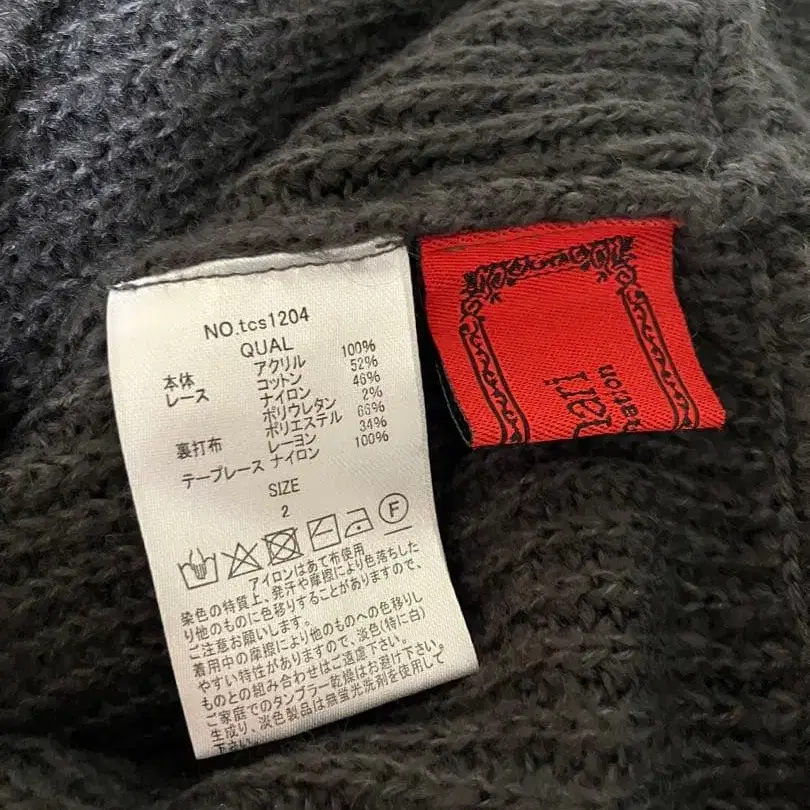 NO.tcs1204
QUAL
本体 アクリル 100%
レース コットン 52%
ナイロン 46%
ポリウレタン 2%
裏打布 ポリエステル 66%
レーヨン 34%
テープレース ナイロン 100%
SIZE
2
F
アイロンはあて布使用
染色の特質上、発汗や摩擦により色落ちした
り他のものに色移りすることがありますので、
ご注意お願いします。
着用中の摩擦により他のものへの色移りし
やすい特性がありますので、淡色(特に白)
ものとの組み合わせはご遠慮下さい。
ご家庭でのタンブラー乾燥はお避け下さい。
生成り、淡色製品は無蛍光洗剤を使用して
下さい